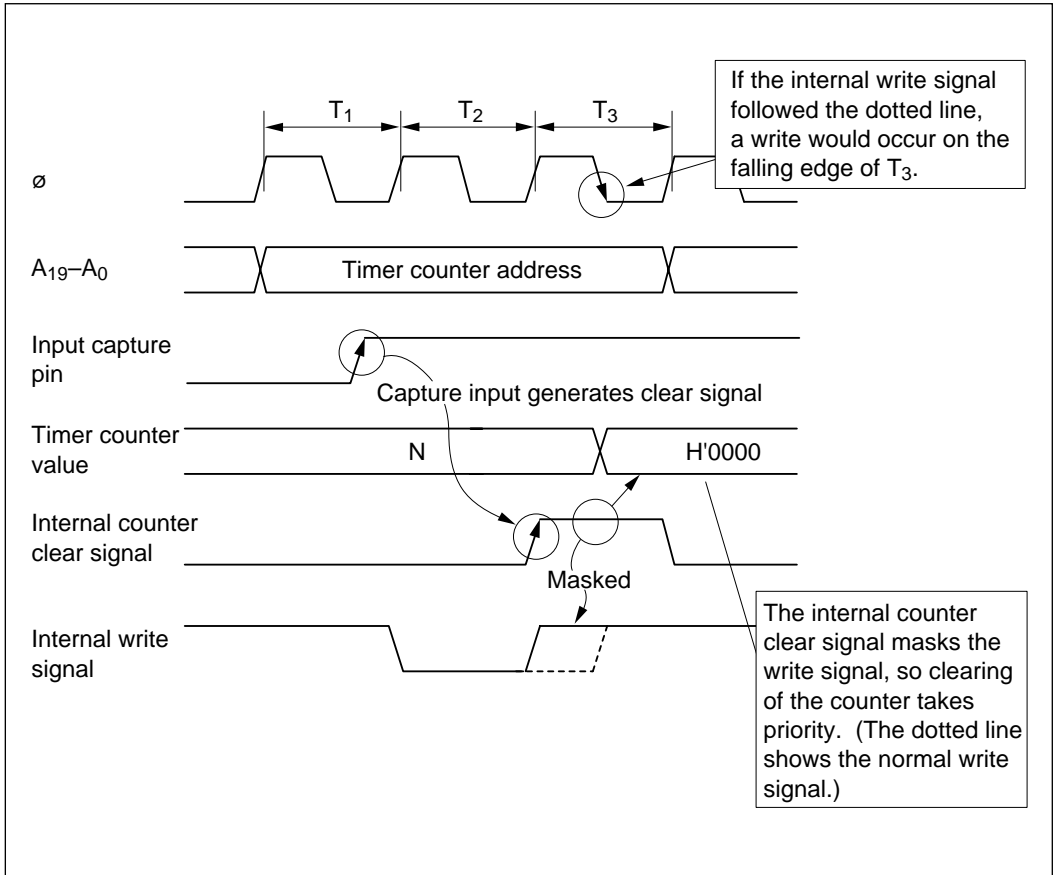 If the internal write signal
followed the dotted line,
a write would occur on the
falling edge of T₃.
T₁ T₂ T₃
ø
A₁₉–A₀
Timer counter address
Input capture
pin
Capture input generates clear signal
Timer counter
value
N
H'0000
Internal counter
clear signal
Masked
Internal write
signal
The internal counter
clear signal masks the
write signal, so clearing
of the counter takes
priority. (The dotted line
shows the normal write
signal.)